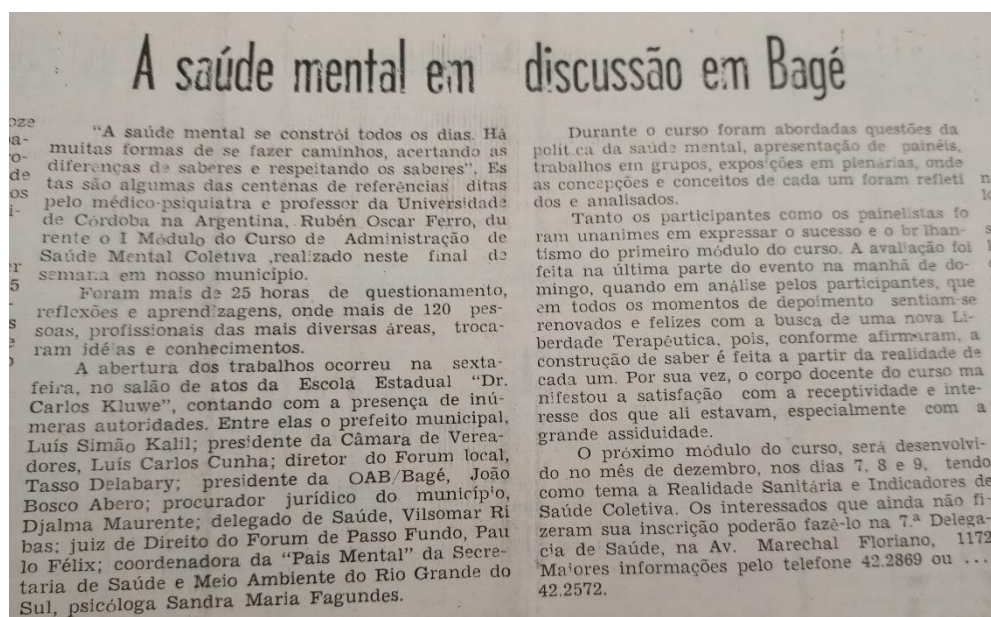 A saúde mental em discussão em Bagé
oze
a-
ro-
de
os
i-
er
5
-
s
e
o
"A saúde mental se constrói todos os dias. Há
muitas formas de se fazer caminhos, acertando as
diferenças de saberes e respeitando os saberes". Es
tas são algumas das centenas de referências ditas
pelo médico-psiquiatra e professor da Universidade
de Córdoba na Argentina, Rubén Oscar Ferro, du
rente o I Módulo do Curso de Administração de
Saúde Mental Coletiva ,realizado neste final de
semana em nosso município.
Foram mais de 25 horas de questionamento,
reflexões e aprendizagens, onde mais de 120 pes-
soas, profissionais das mais diversas áreas, troca-
ram idéias e conhecimentos.
A abertura dos trabalhos ocorreu na sexta-
feira, no salão de atos da Escola Estadual "Dr.
Carlos Kluwe", contando com a presença de inú-
meras autoridades. Entre elas o prefeito municipal,
Luís Simão Kalil; presidente da Câmara de Verea-
dores, Luís Carlos Cunha; diretor do Forum local,
Tasso Delabary; presidente da OAB/Bagé, João
Bosco Abero; procurador jurídico do município,
Djalma Maurente; delegado de Saúde, Vilsomar Ri
bas; juiz de Direito do Forum de Passo Fundo, Pau
lo Félix; coordenadora da "Pais Mental" da Secre-
taria de Saúde e Meio Ambiente do Rio Grande do
Sul, psicóloga Sandra Maria Fagundes.
Durante o curso foram abordadas questões da
polít ca da saúde mental, apresentação de painéis,
trabalhos em grupos, exposições em plenárias, onde
as concepções e conceitos de cada um foram refleti
dos e analisados.
Tanto os participantes como os painelistas fo
ram unanimes em expressar o sucesso e o br lhan-
tismo do primeiro módulo do curso. A avaliação foi
feita na última parte do evento na manhã de do-
mingo, quando em análise pelos participantes, que
em todos os momentos de depoimento sentiam-se
renovados e felizes com a busca de uma nova Li-
berdade Terapêutica, pois, conforme afirmaram, a
construção de saber é feita a partir da realidade de
cada um. Por sua vez, o corpo docente do curso ma
nifestou a satisfação com a receptividade e inte-
resse dos que ali estavam, especialmente com a
grande assiduidade.
O próximo módulo do curso, será desenvolvi-
do no mês de dezembro, nos dias 7, 8 e 9, tendo
como tema a Realidade Sanitária e Indicadores de
Saúde Coletiva. Os interessados que ainda não fi-
zeram sua inscrição poderão fazê-lo na 7.ª Delega-
cia de Saúde, na Av. Marechal Floriano, 1172
Maiores informações pelo telefone 42.2869 ou ...
42.2572.